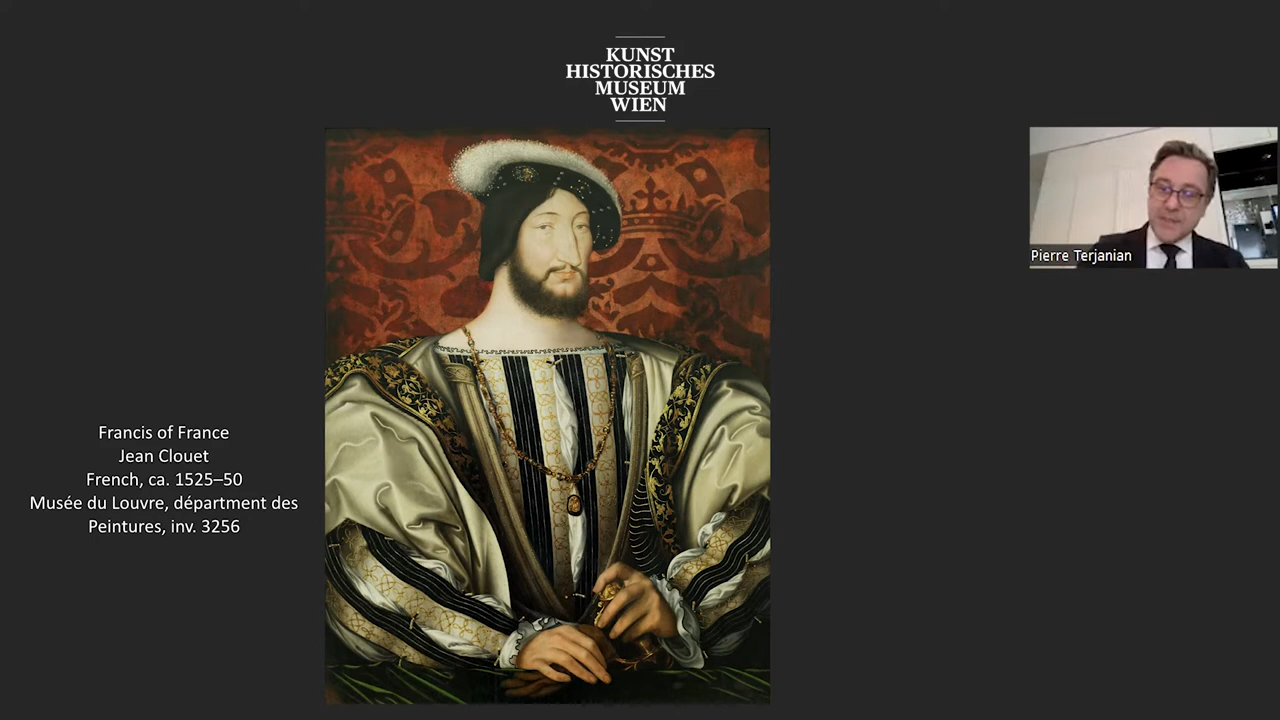 KUNST
HISTORISCHES
MUSEUM
WIEN
Pierre Terjanian
Francis of France
Jean Clouet
French, ca. 1525–50
Musée du Louvre, départment des
Peintures, inv. 3256